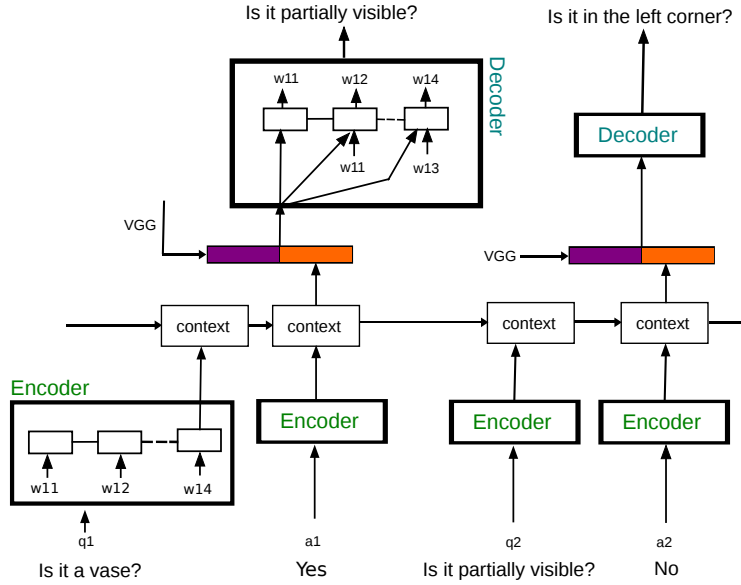 Is it partially visible?
Is it in the left corner?
Decoder
w11
w12
w14
w11
w13
Decoder
VGG
VGG
context
context
context
context
Encoder
w11
w12
w14
Encoder
Encoder
Encoder
q1
a1
q2
a2
Is it a vase?
Yes
Is it partially visible?
No